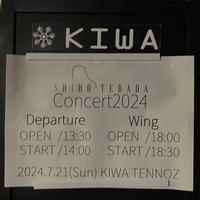 KIWA
SHIHO TERADA
Concert2024
Departure Wing
OPEN /13:30 OPEN /18:00
START /14:00 START /18:30
2024.7.21(Sun) KIWA TENNOZ